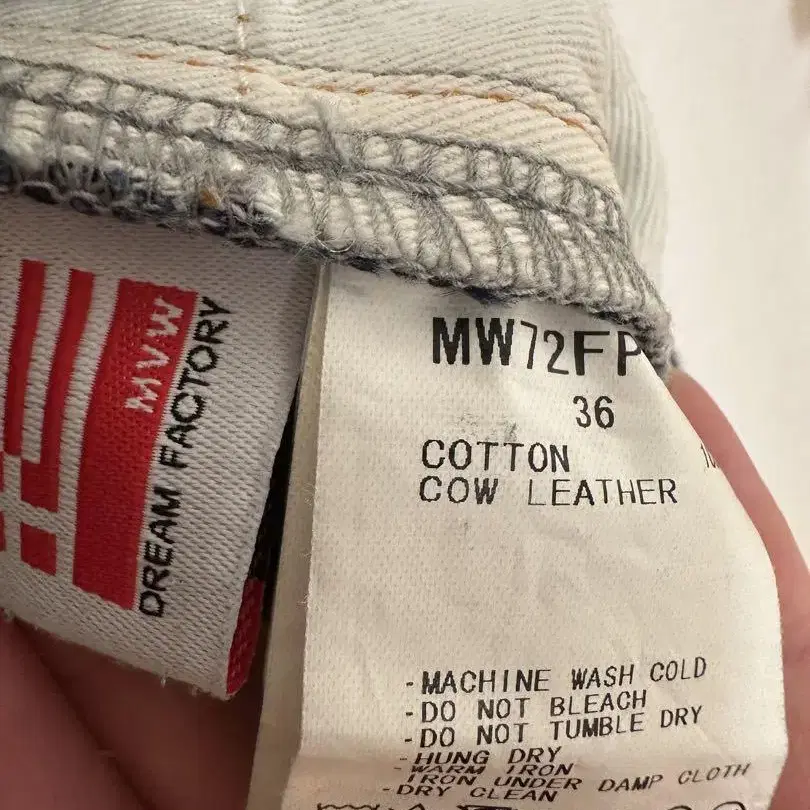 MVW
DREAM FACTORY
MW72FP
36
COTTON
COW LEATHER
-MACHINE WASH COLD
-DO NOT BLEACH
-DO NOT TUMBLE DRY
-HUNG DRY
-WARM IRON
IRON UNDER DAMP CLOTH
-DRY CLEAN